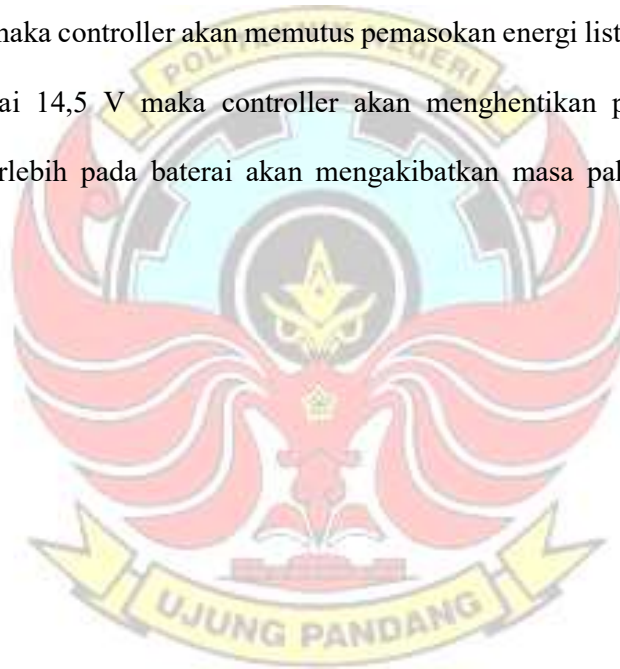 maka controller akan memutus pemasokan energi list
POLITEKNIK NEGERI
ai 14,5 V maka controller akan menghentikan p
rlebih pada baterai akan mengakibatkan masa pa
UJUNG PANDANG